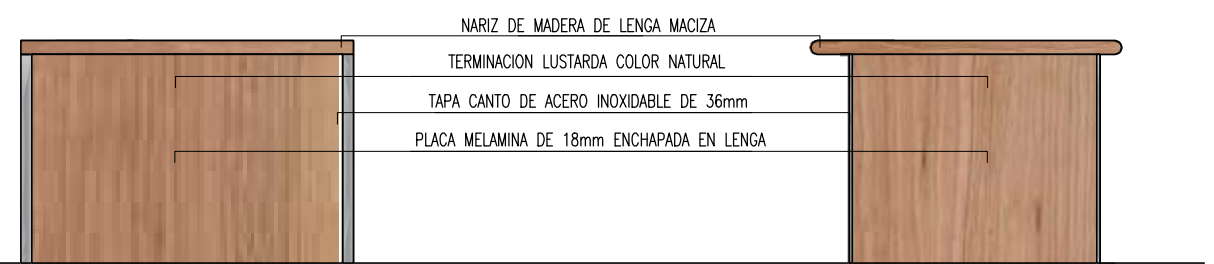 NARIZ DE MADERA DE LENGA MACIZA
TERMINACION LUSTARDA COLOR NATURAL
TAPA CANTO DE ACERO INOXIDABLE DE 36mm
PLACA MELAMINA DE 18mm ENCHAPADA EN LENGA